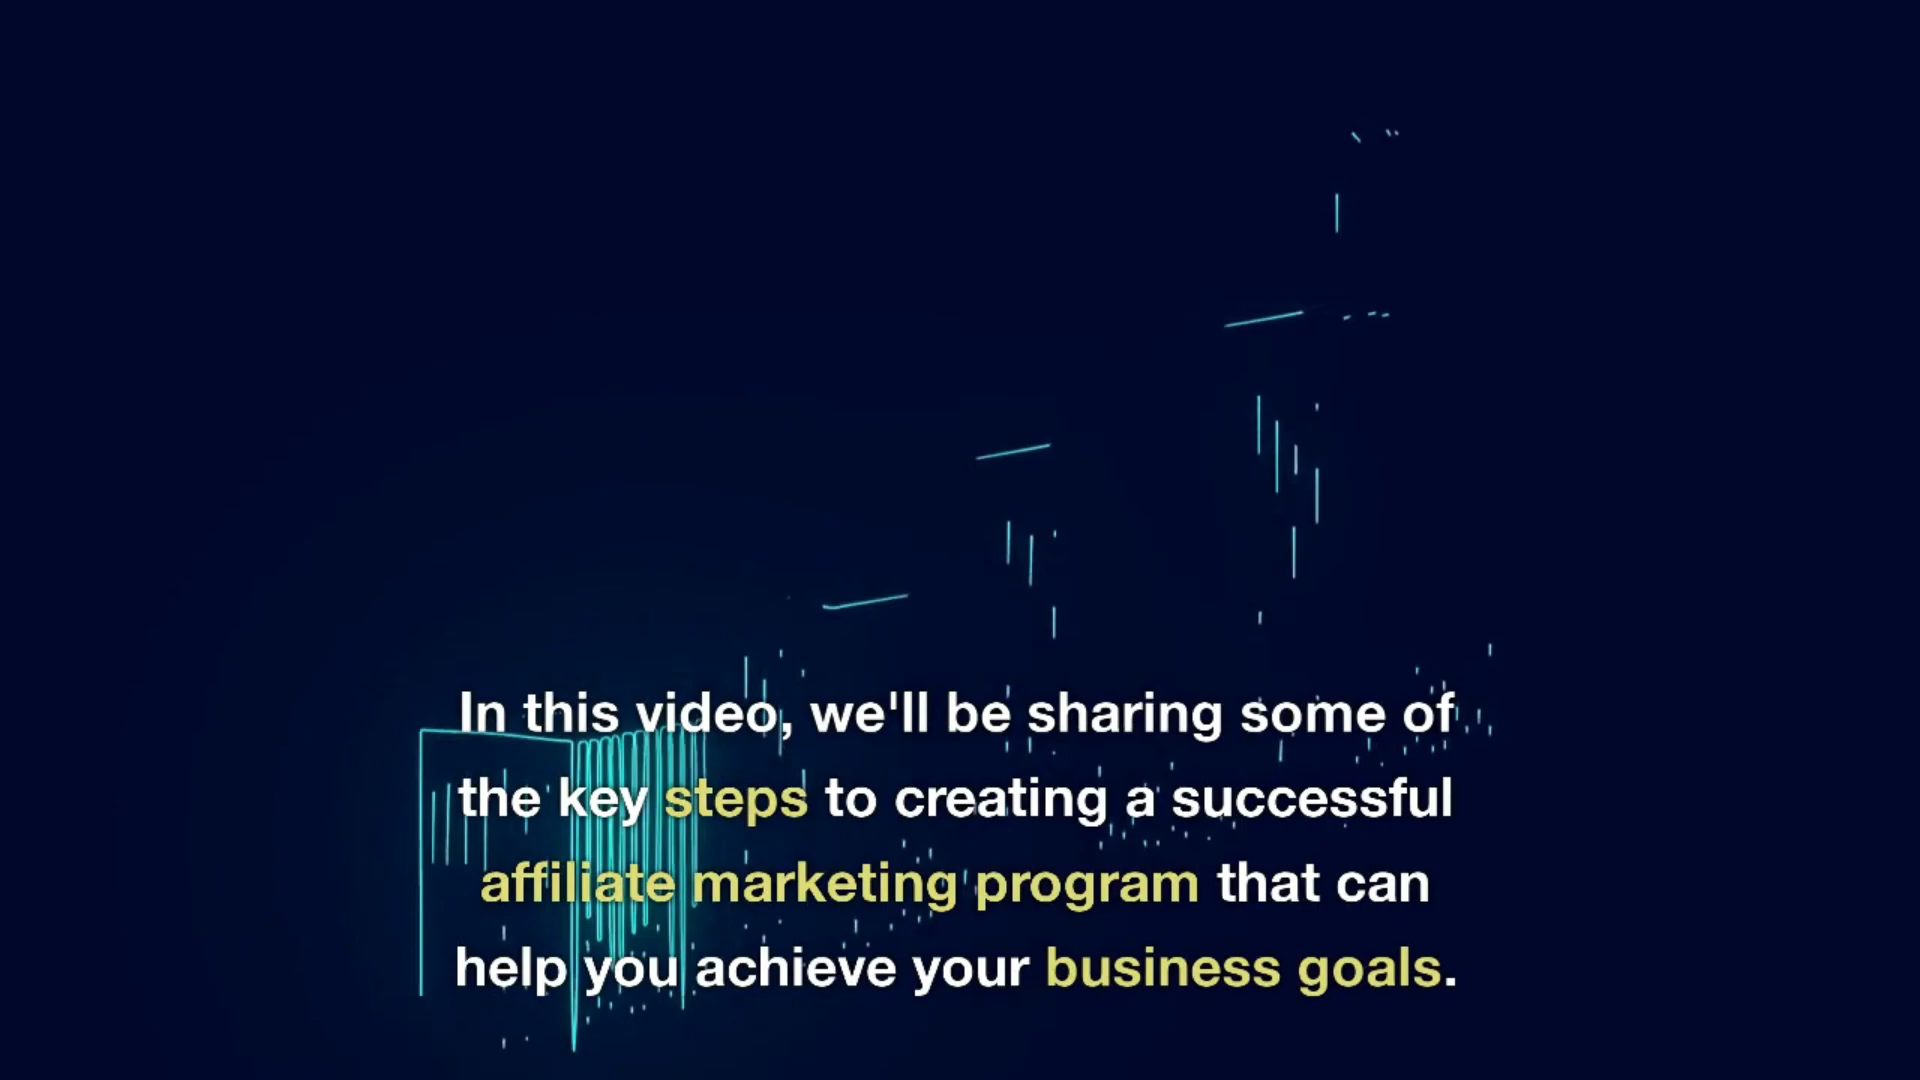 In this video, we'll be sharing some of
the key steps to creating a successful
affiliate marketing program that can
help you achieve your business goals.